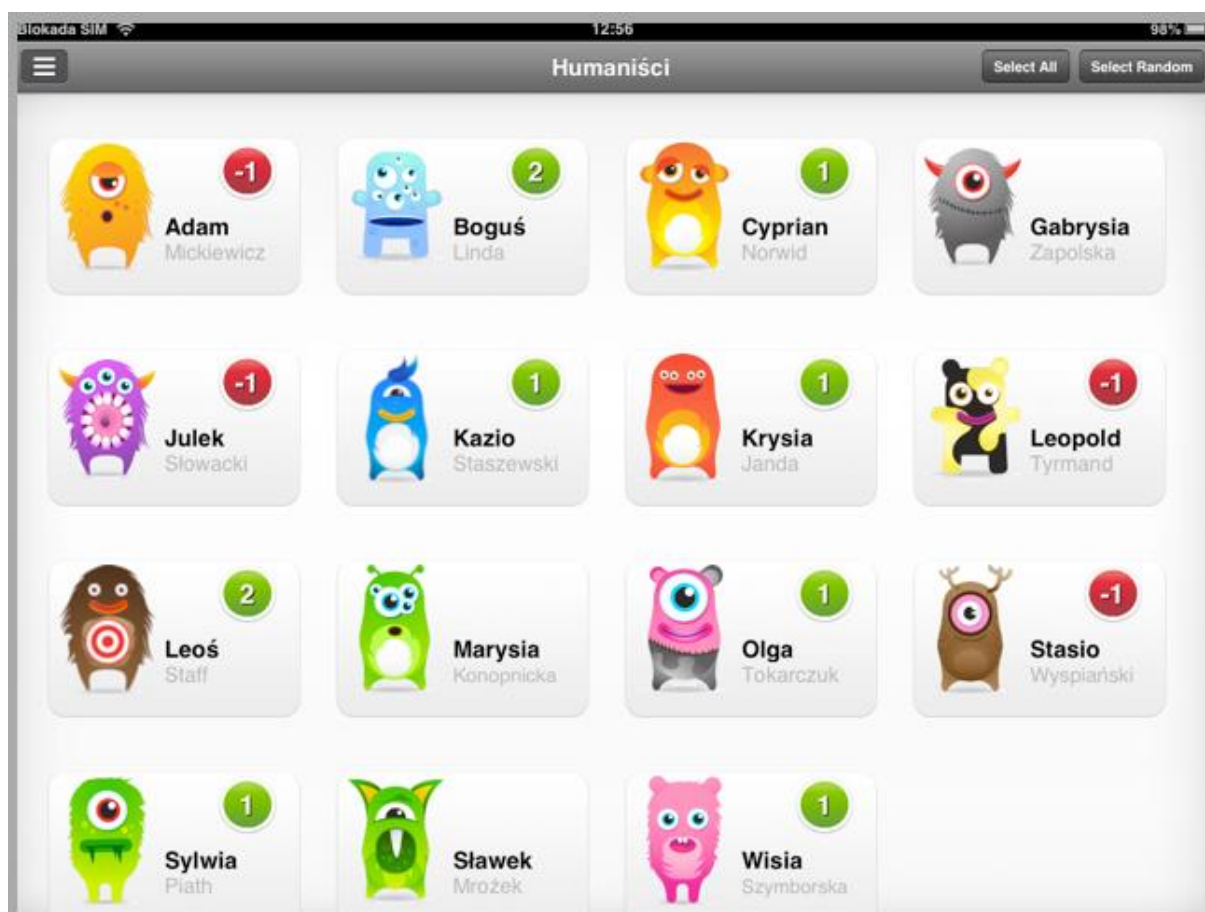 Blokada SIM 12:56 98%
Humaniści Select All Select Random
-1 2 1
Adam Boguś Cyprian Gabrysia
Mickiewicz Linda Norwid Zapolska
-1 1 1 -1
Julek Kazio Krysia Leopold
Słowacki Staszewski Janda Tyrmand
2 1 -1
Leoś Marysia Olga Stasio
Staff Konopnicka Tokarczuk Wyspiański
1 1
Sylwia Sławek Wisia
Plath Mrożek Szymborska